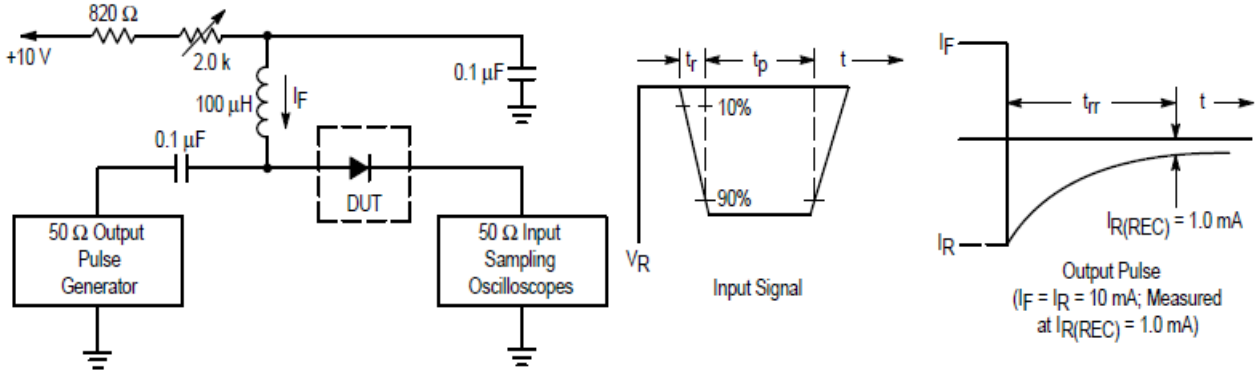 820 Ω
+10 V
2.0 k
0.1 μF
100 μH
IF
0.1 μF
DUT
50 Ω Output
Pulse
Generator
50 Ω Input
Sampling
Oscilloscopes
tr
tp
t
10%
90%
VR
Input Signal
IF
trr
t
IR(REC) = 1.0 mA
IR
Output Pulse
(IF = IR = 10 mA; Measured
at IR(REC) = 1.0 mA)